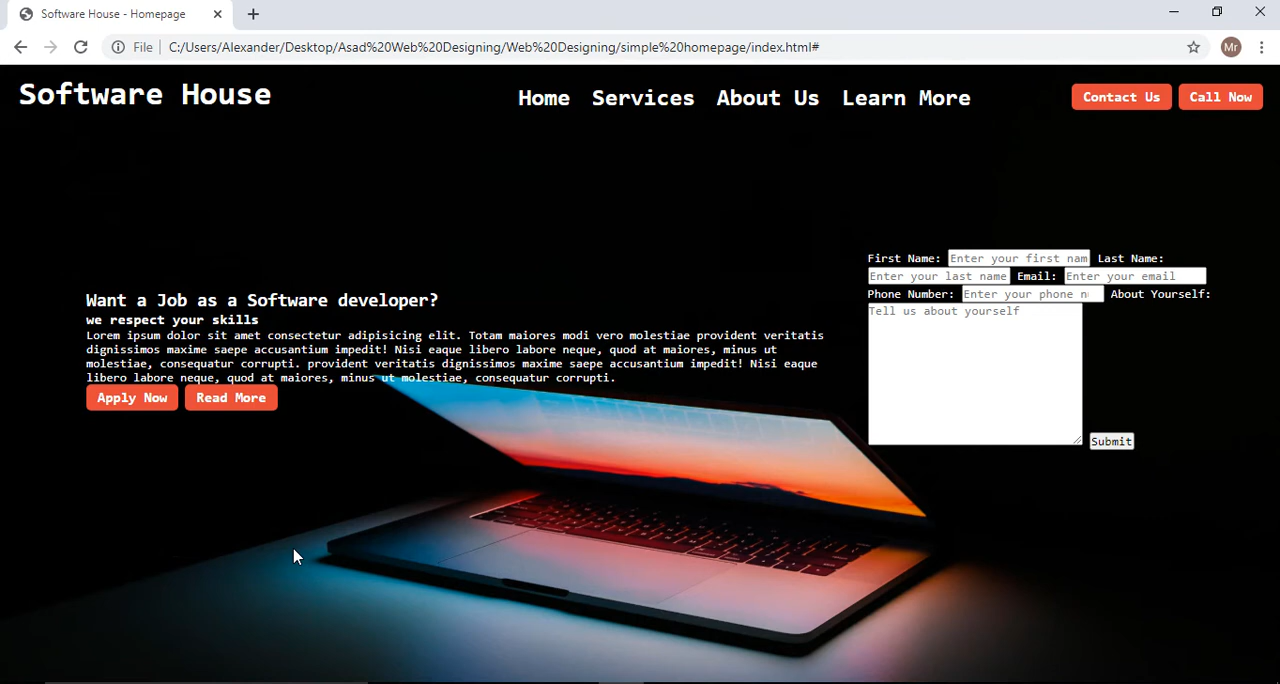 Software House - Homepage
File
C:/Users/Alexander/Desktop/Asad%20Web%20Designing/Web%20Designing/simple%20homepage/index.html#
Mr
Software House
Home Services About Us Learn More
Contact Us Call Now
First Name: Enter your first nam Last Name:
Enter your last name Email: Enter your email
Phone Number: Enter your phone nu About Yourself:
Tell us about yourself
Submit
Want a Job as a Software developer?
we respect your skills
Lorem ipsum dolor sit amet consectetur adipisicing elit. Totam maiores modi vero molestiae provident veritatis
dignissimos maxime saepe accusantium impedit! Nisi eaque libero labore neque, quod at maiores, minus ut
molestiae, consequatur corrupti. provident veritatis dignissimos maxime saepe accusantium impedit! Nisi eaque
libero labore neque, quod at maiores, minus ut molestiae, consequatur corrupti.
Apply Now Read More